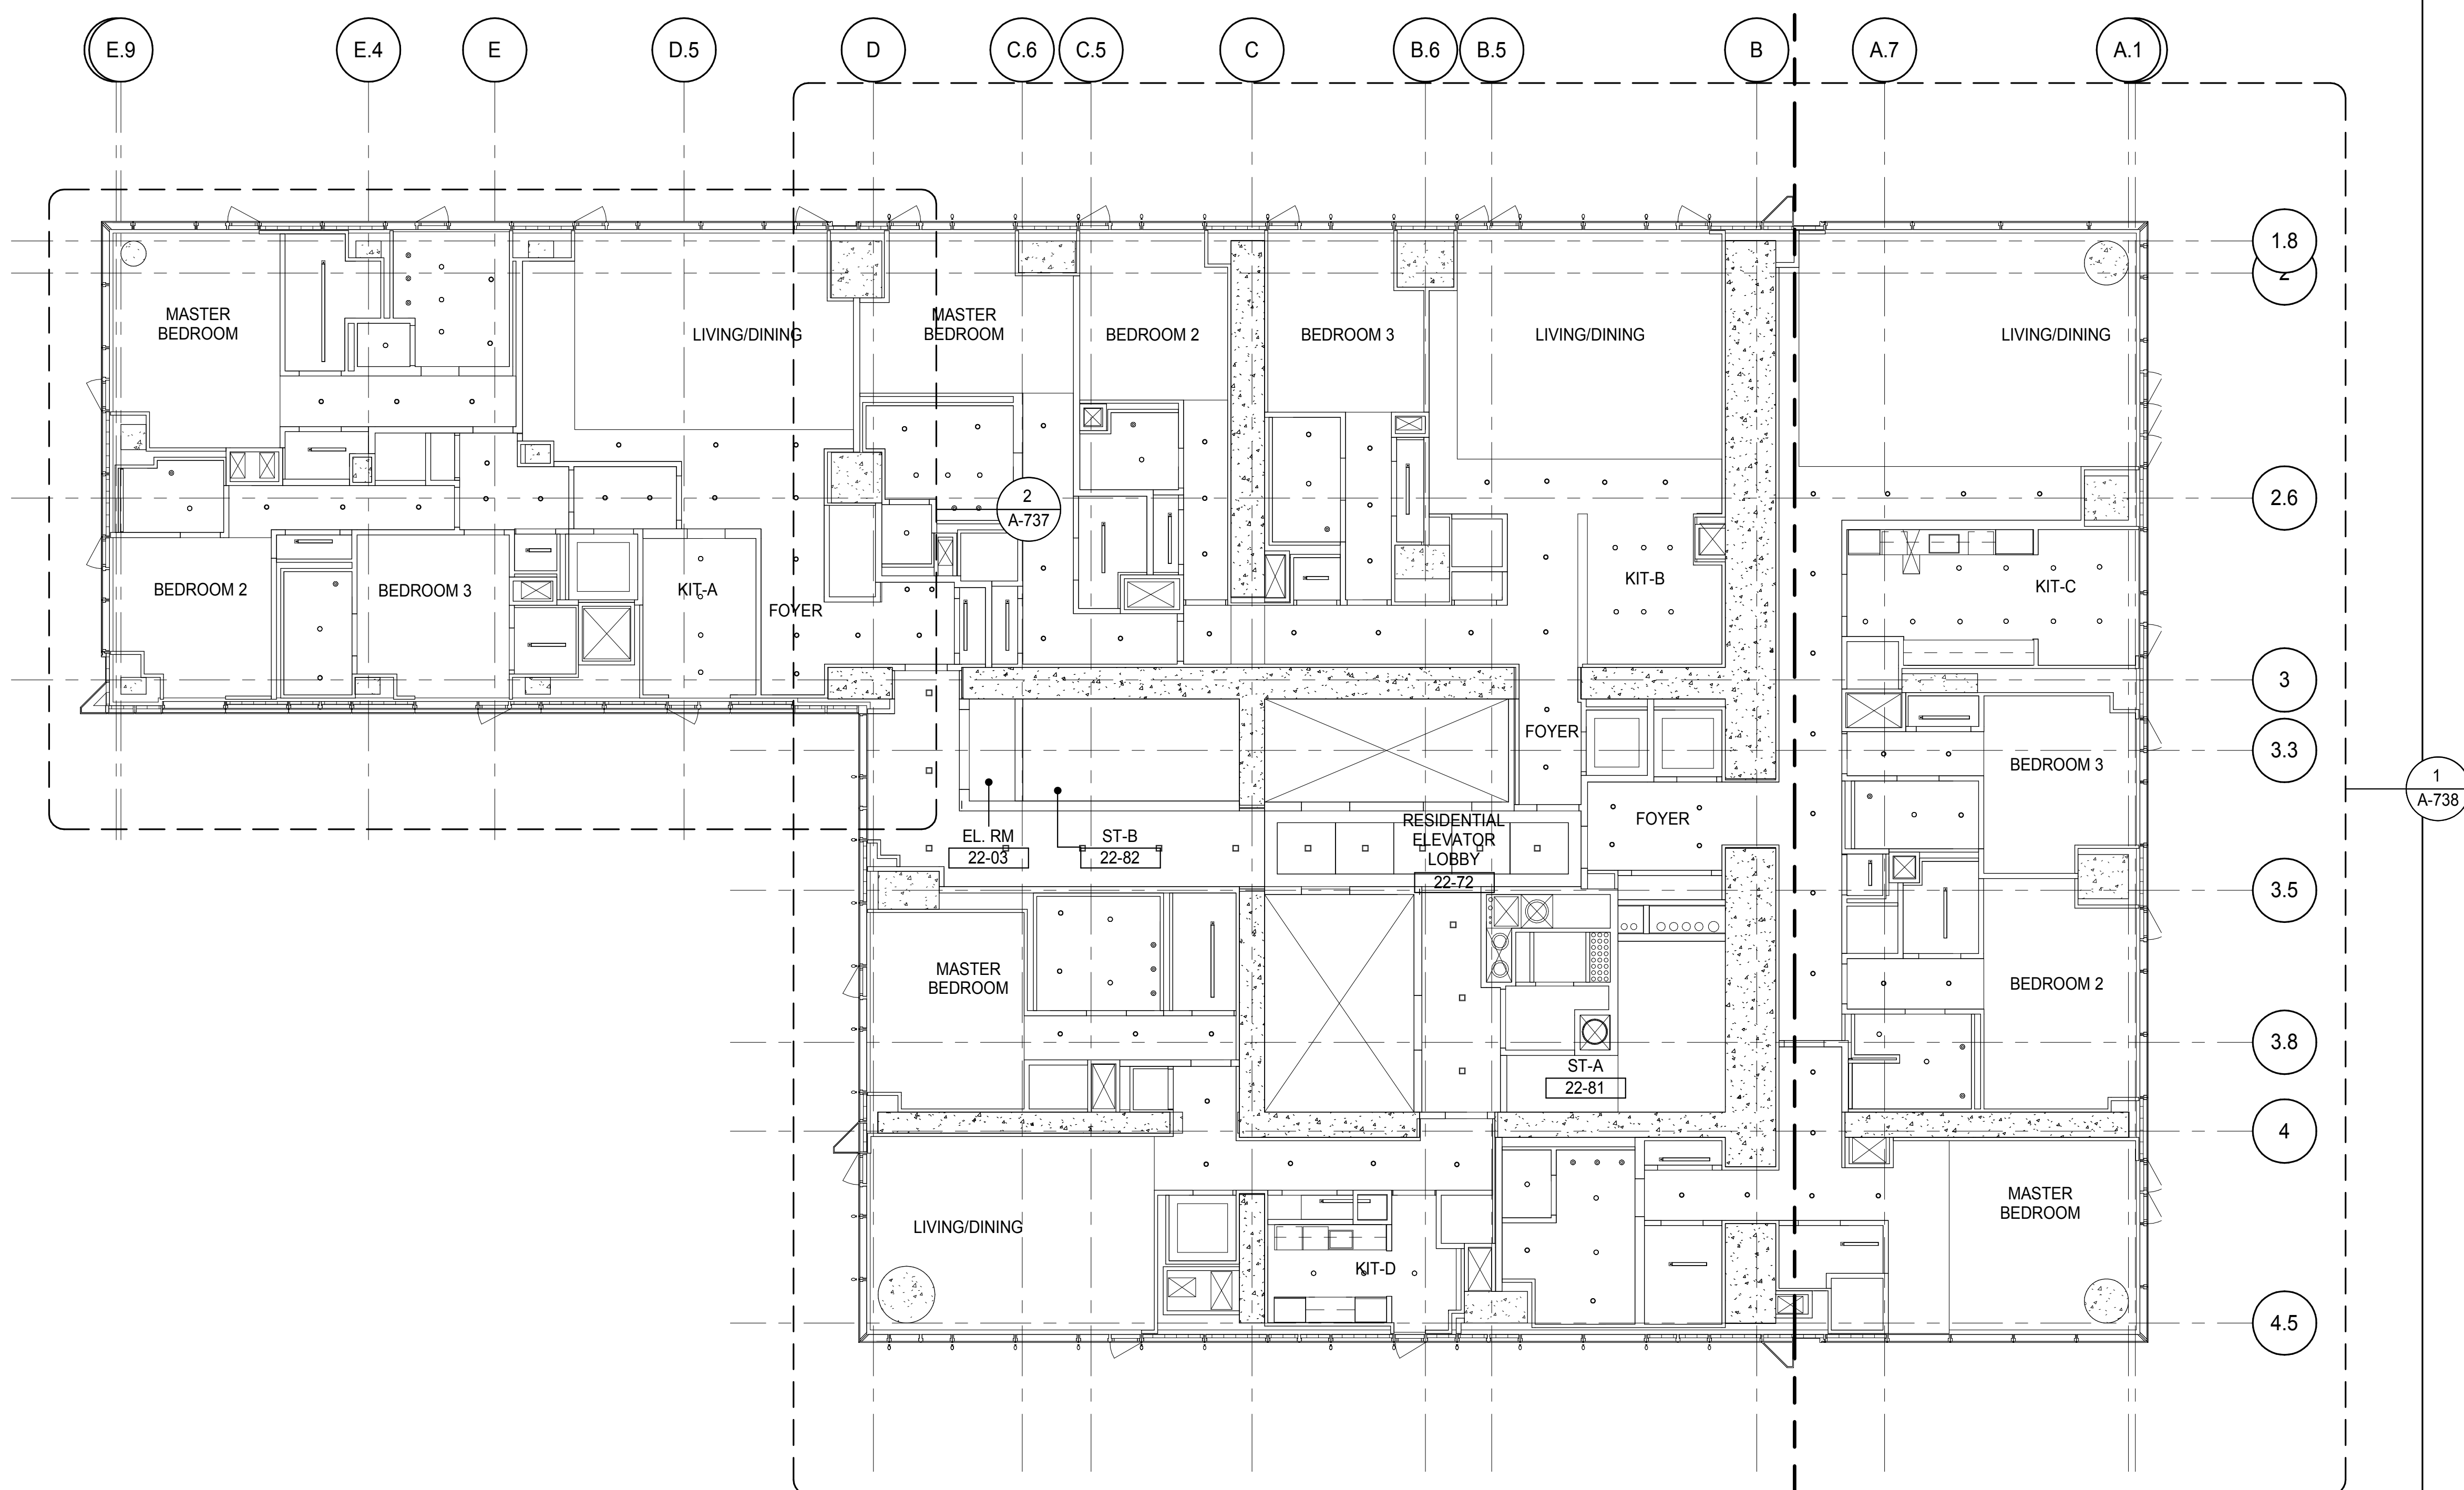 E.9
E.4
E
D.5
D
C.6
C.5
C
B.6
B.5
B
A.7
A.1
1.8
2
MASTER
BEDROOM
LIVING/DINING
MASTER
BEDROOM
BEDROOM 2
BEDROOM 3
LIVING/DINING
LIVING/DINING
2.6
2
A-737
BEDROOM 2
BEDROOM 3
KIT-A
FOYER
KIT-B
KIT-C
3
FOYER
3.3
BEDROOM 3
1
A-738
EL. RM
22-03
ST-B
22-82
RESIDENTIAL
ELEVATOR
LOBBY
22-72
FOYER
3.5
MASTER
BEDROOM
BEDROOM 2
3.8
ST-A
22-81
4
LIVING/DINING
KIT-D
MASTER
BEDROOM
4.5